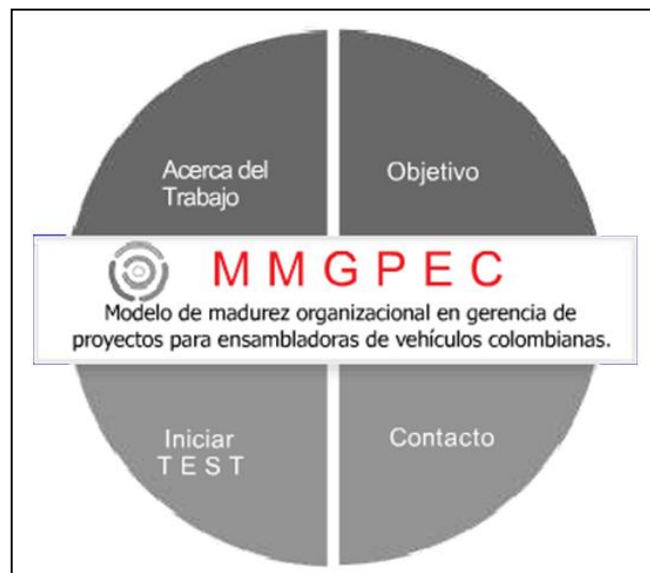 Acerca del
Trabajo
Objetivo
MMGPEC
Modelo de madurez organizacional en gerencia de
proyectos para ensambladoras de vehículos colombianas.
Iniciar
TEST
Contacto